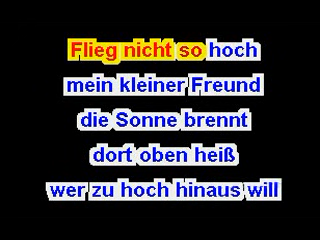 Flieg nicht so hoch
mein kleiner Freund
die Sonne brennt
dort oben heiß
wer zu hoch hinaus will